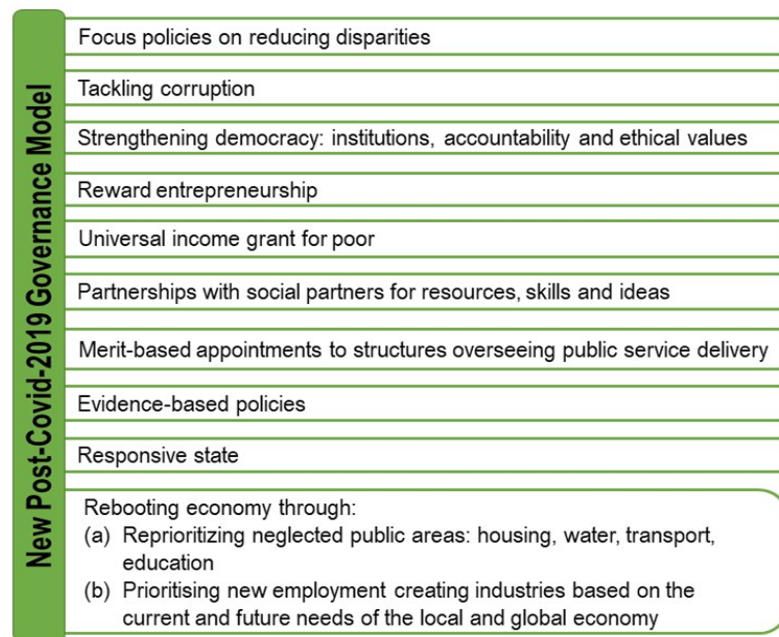 New Post-Covid-2019 Governance Model
Focus policies on reducing disparities
Tackling corruption
Strengthening democracy: institutions, accountability and ethical values
Reward entrepreneurship
Universal income grant for poor
Partnerships with social partners for resources, skills and ideas
Merit-based appointments to structures overseeing public service delivery
Evidence-based policies
Responsive state
Rebooting economy through:
(a) Reprioritizing neglected public areas: housing, water, transport,
education
(b) Prioritising new employment creating industries based on the
current and future needs of the local and global economy